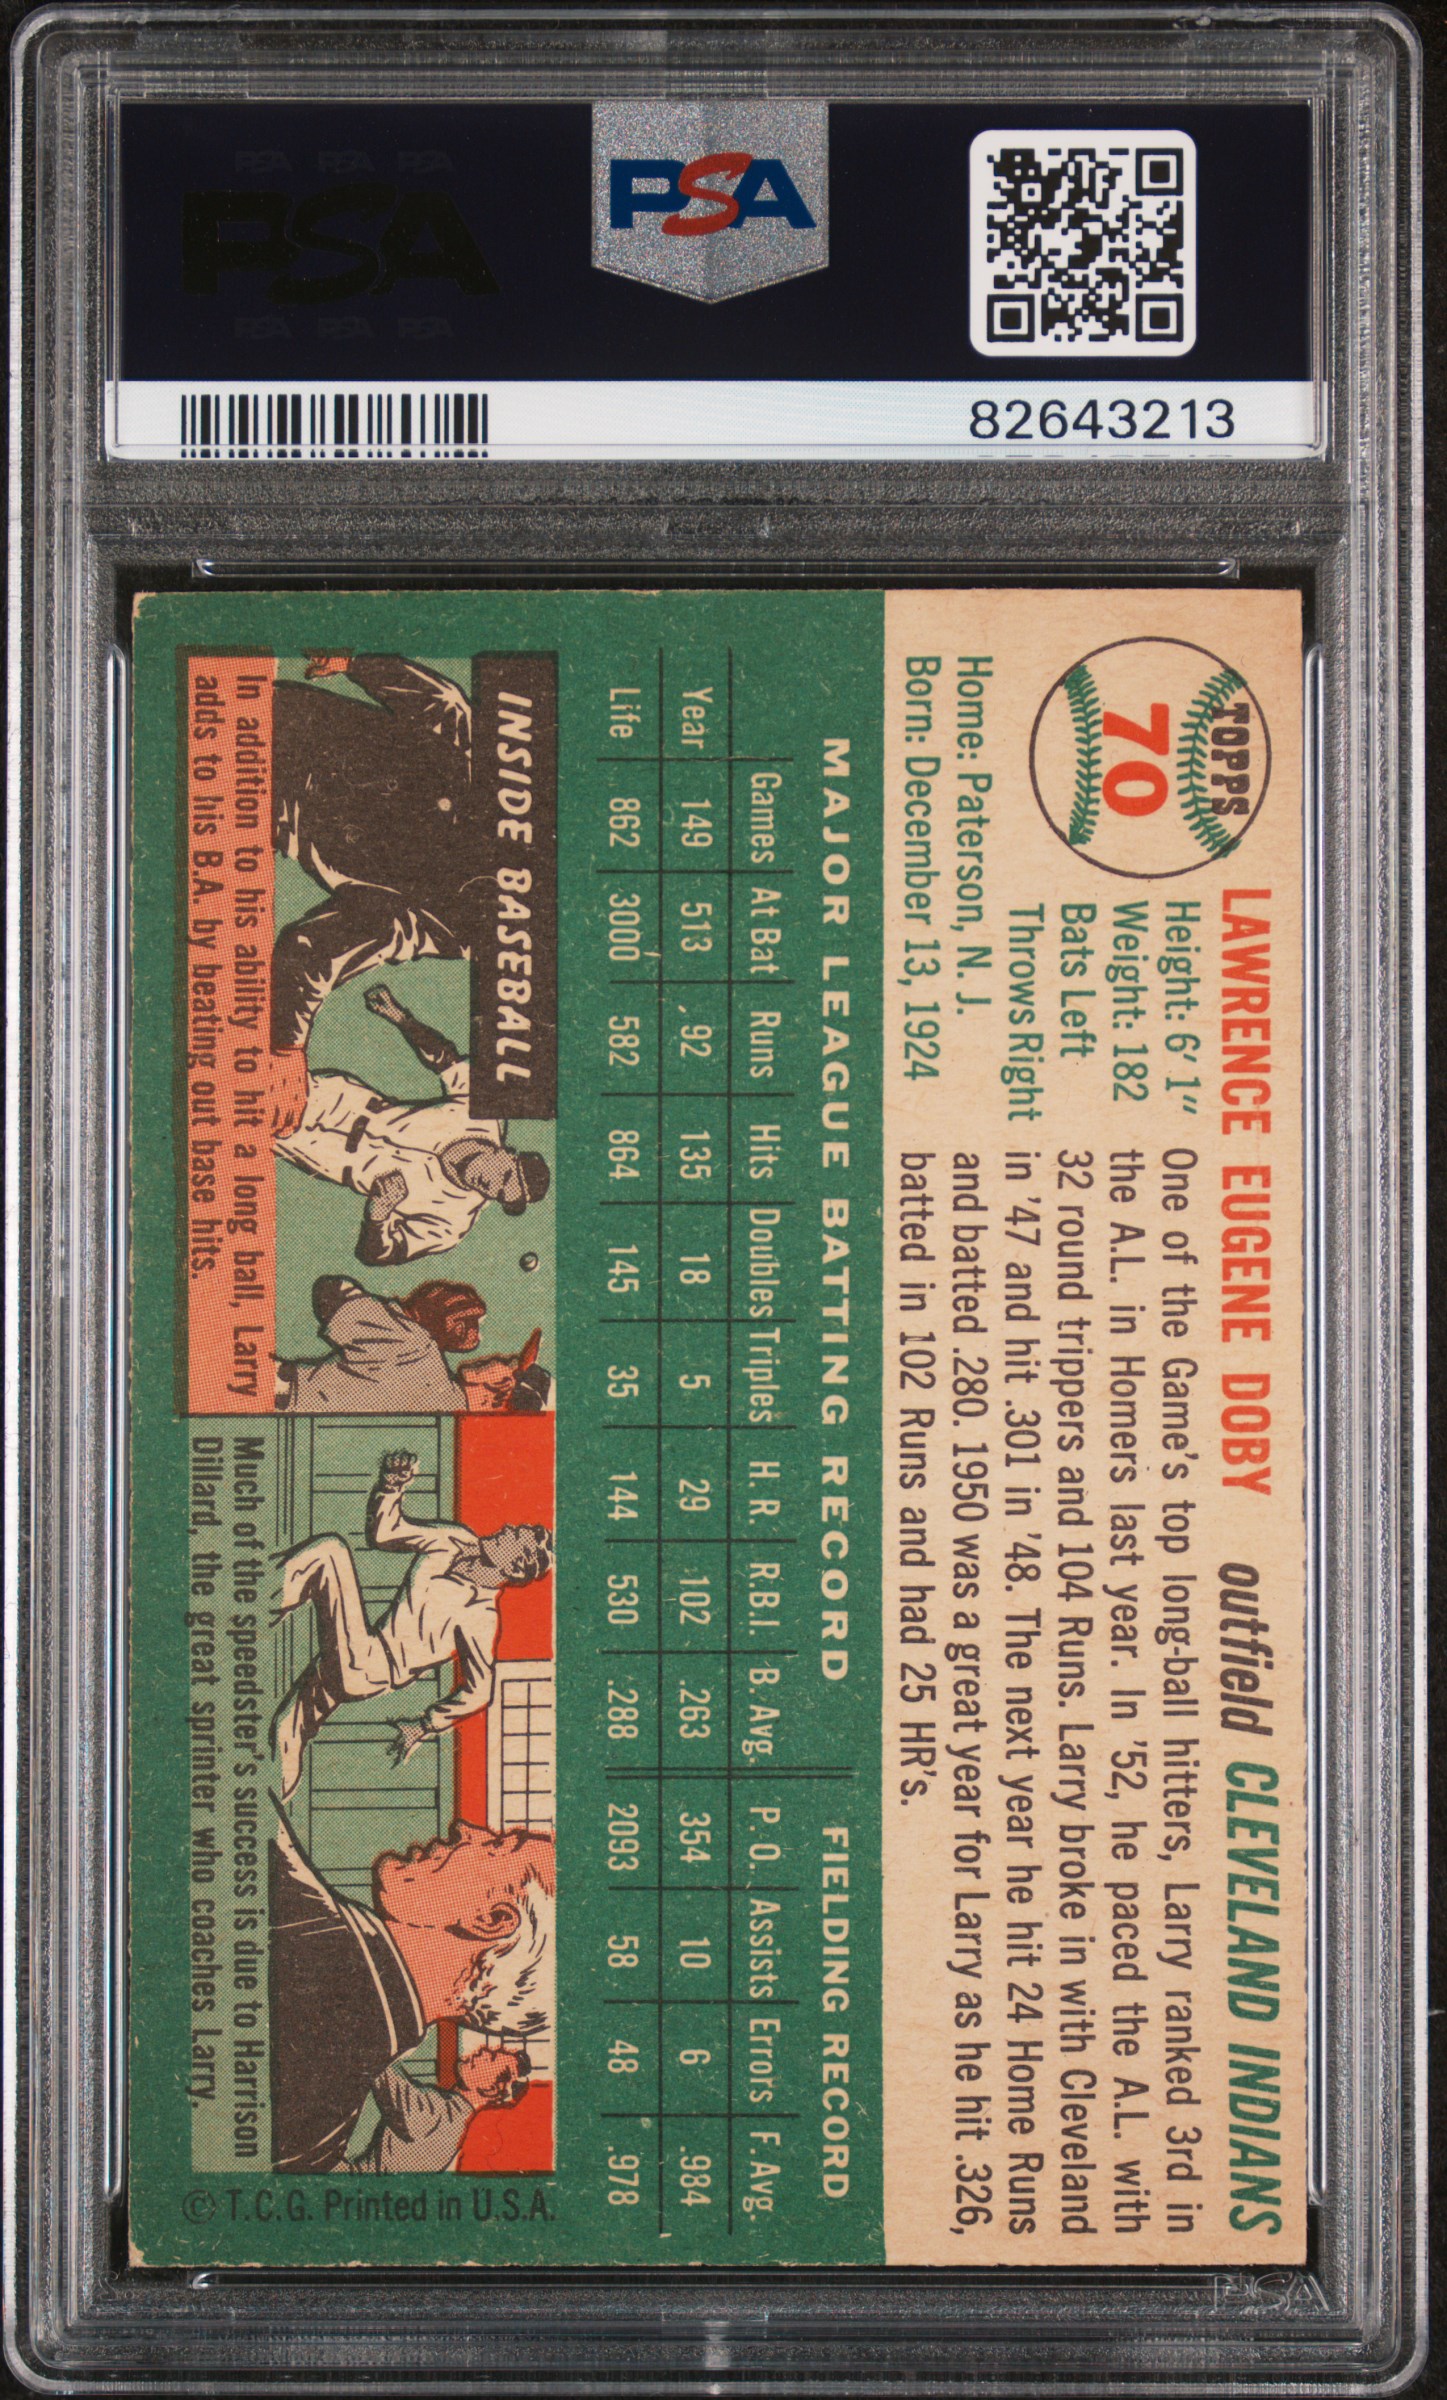 PSA
82643213
TOPPS
70
LAWRENCE EUGENE DOBY outfield CLEVELAND INDIANS
Height: 6' 1"
Weight: 182
Bats Left
Throws Right
Home: Paterson, N. J.
Born: December 13, 1924
One of the Game's top long-ball hitters, Larry ranked 3rd in
the A.L. in Homers last year. In '52, he paced the A.L. with
32 round trippers and 104 Runs. Larry broke in with Cleveland
in '47 and hit .301 in '48. The next year he hit 24 Home Runs
and batted .280. 1950 was a great year for Larry as he hit .326,
batted in 102 Runs and had 25 HR's.
MAJOR LEAGUE BATTING RECORD FIELDING RECORD
Games At Bat Runs Hits Doubles Triples H. R. R.B.I. B. Avg. P. O. Assists Errors F. Avg.
Year 149 513 92 135 18 5 29 102 .263 354 10 6 .984
Life 862 3000 582 864 145 35 144 530 .288 2093 58 48 .978
INSIDE BASEBALL
In addition to his ability to hit a long ball, Larry
adds to his B.A. by beating out base hits.
Much of the speedster's success is due to Harrison
Dillard, the great sprinter who coaches Larry.
© T.C.G. Printed in U.S.A.
PSA